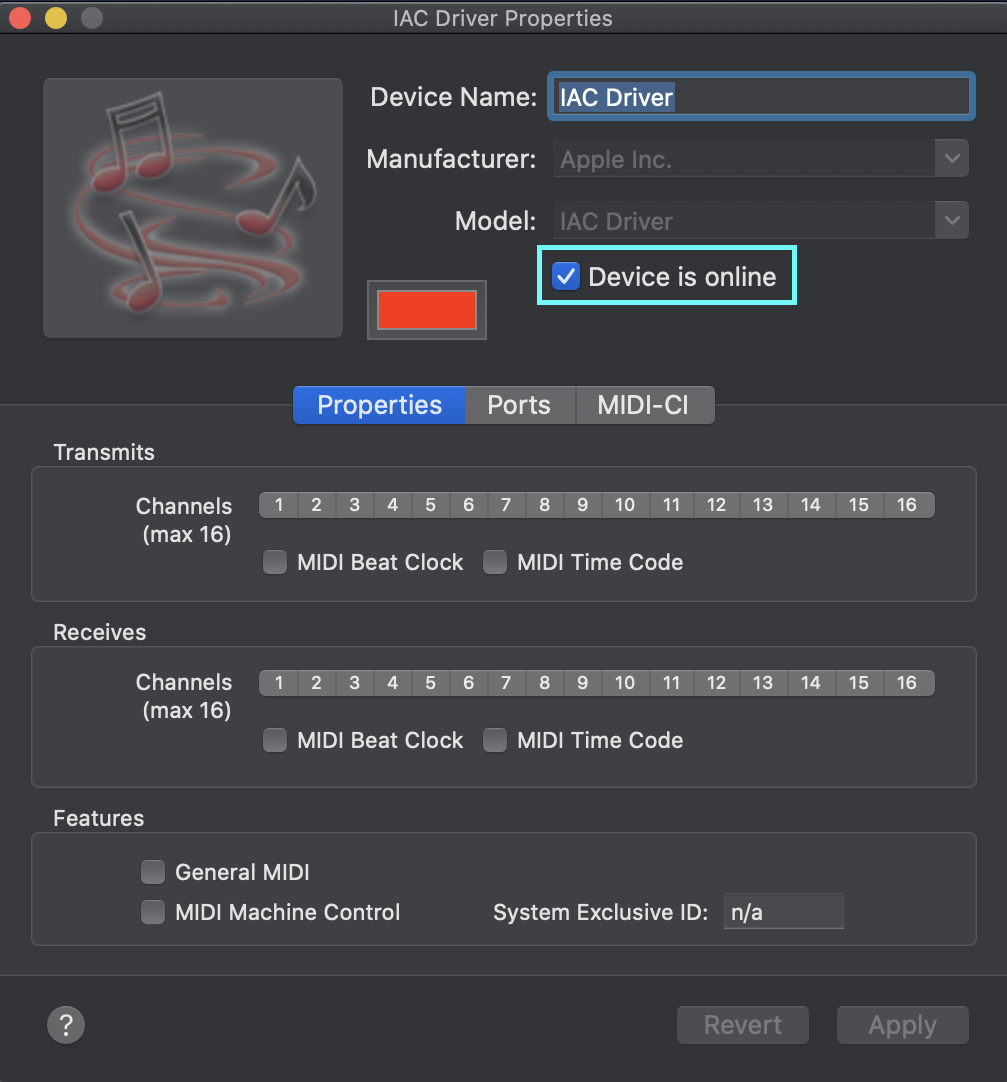 IAC Driver Properties
Device Name: IAC Driver
Manufacturer: Apple Inc.
Model: IAC Driver
Device is online
Properties Ports MIDI-CI
Transmits
Channels 1 2 3 4 5 6 7 8 9 10 11 12 13 14 15 16
(max 16)
MIDI Beat Clock MIDI Time Code
Receives
Channels 1 2 3 4 5 6 7 8 9 10 11 12 13 14 15 16
(max 16)
MIDI Beat Clock MIDI Time Code
Features
General MIDI
MIDI Machine Control System Exclusive ID: n/a
? Revert Apply